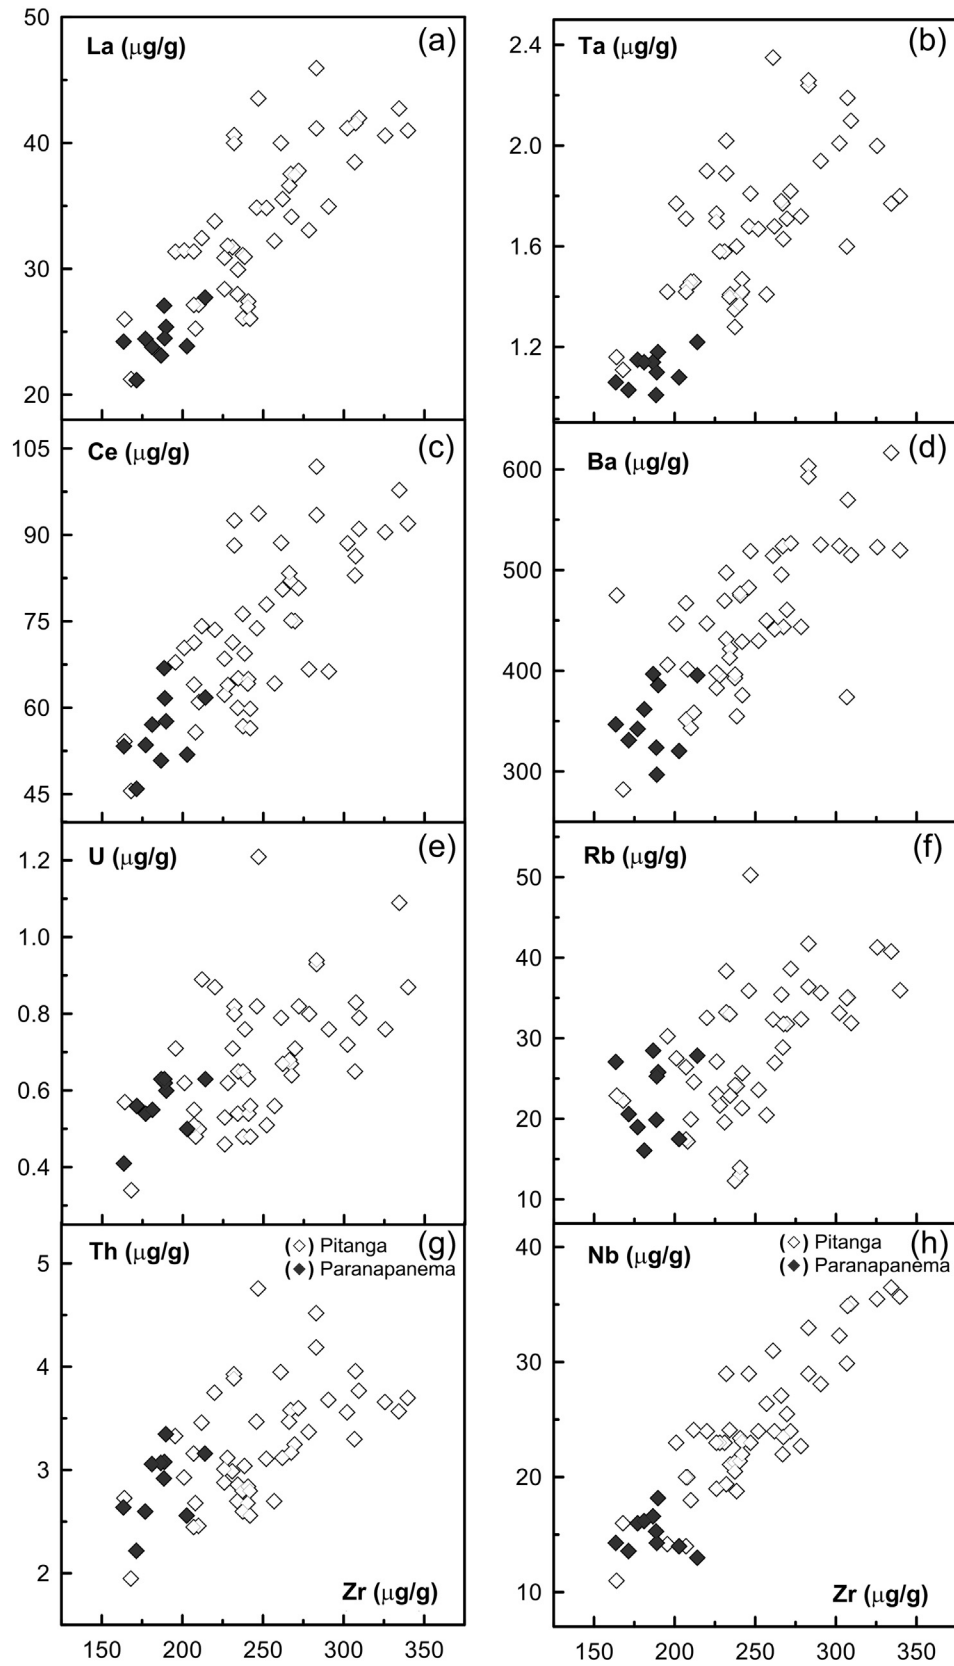 50
La (µg/g)
(a)
40
30
20
2.4
Ta (µg/g)
(b)
2.0
1.6
1.2
105
Ce (µg/g)
(c)
90
75
60
45
Ba (µg/g)
(d)
600
500
400
300
1.2
U (µg/g)
(e)
1.0
0.8
0.6
0.4
Rb (µg/g)
(f)
50
40
30
20
10
Th (µg/g)
(g)
( ◇ ) Pitanga
( ◆ ) Paranapanema
5
4
3
2
Zr (µg/g)
150 200 250 300 350
40
Nb (µg/g)
(h)
( ◇ ) Pitanga
( ◆ ) Paranapanema
30
20
10
Zr (µg/g)
150 200 250 300 350